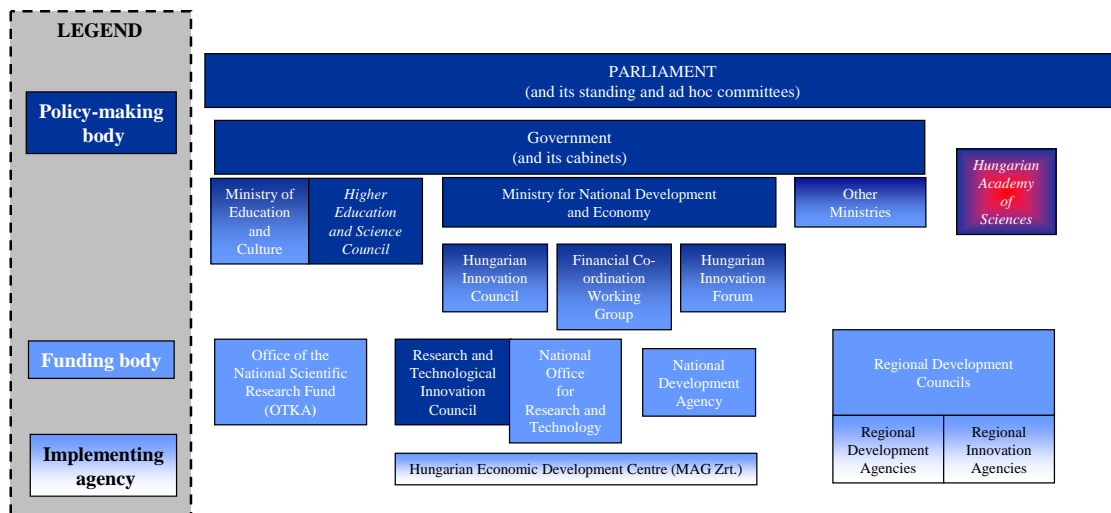 LEGEND
Policy-making
body
Funding body
Implementing
agency
PARLIAMENT
(and its standing and ad hoc committees)
Government
(and its cabinets)
Ministry of
Education
and
Culture
Higher
Education
and Science
Council
Ministry for National Development
and Economy
Other
Ministries
Hungarian
Academy
of
Sciences
Hungarian
Innovation
Council
Financial Co-
ordination
Working
Group
Hungarian
Innovation
Forum
Office of the
National Scientific
Research Fund
(OTKA)
Research and
Technological
Innovation
Council
National
Office
for
Research and
Technology
National
Development
Agency
Regional Development
Councils
Regional
Development
Agencies
Regional
Innovation
Agencies
Hungarian Economic Development Centre (MAG Zrt.)